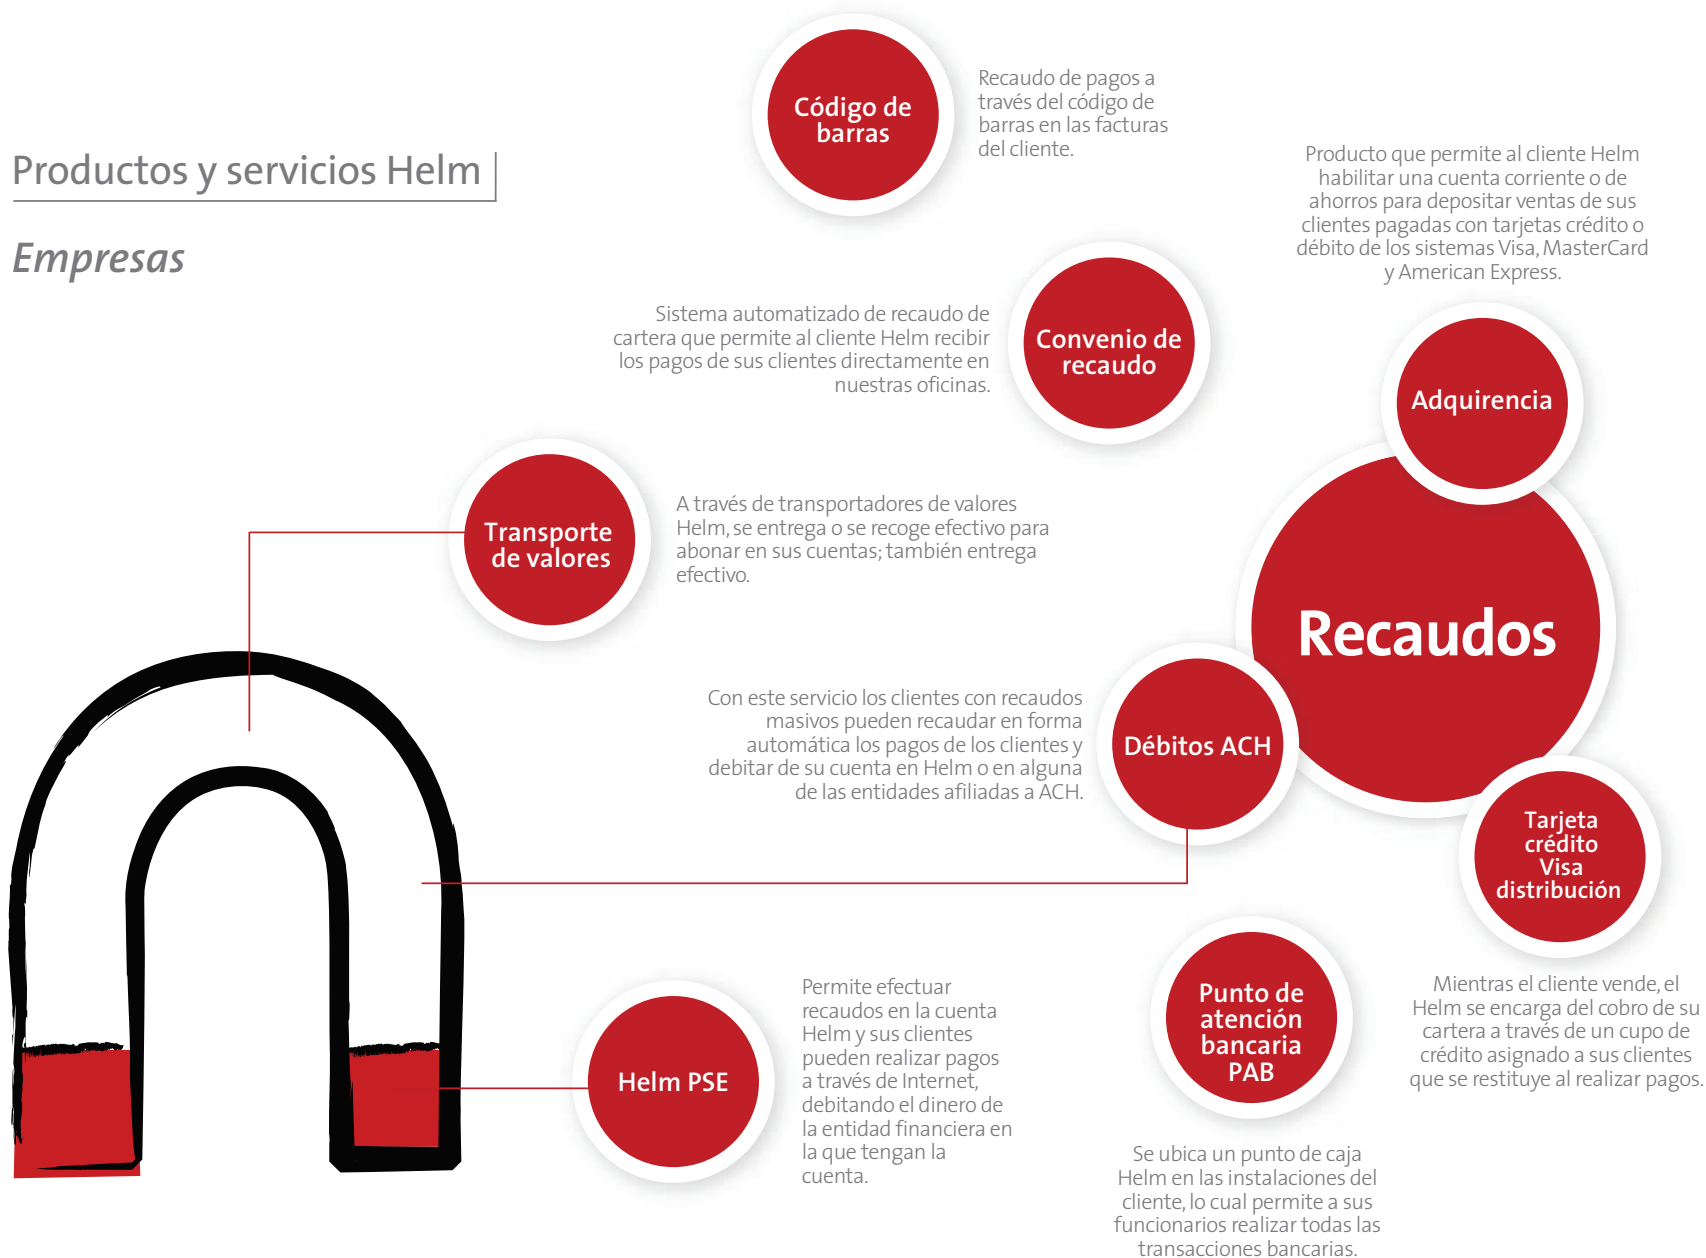 Productos y servicios Helm
Empresas
Código de
barras
Recaudo de pagos a
través del código de
barras en las facturas
del cliente.
Producto que permite al cliente Helm
habilitar una cuenta corriente o de
ahorros para depositar ventas de sus
clientes pagadas con tarjetas crédito o
débito de los sistemas Visa, MasterCard
y American Express.
Sistema automatizado de recaudo de
cartera que permite al cliente Helm recibir
los pagos de sus clientes directamente en
nuestras oficinas.
Convenio de
recaudo
Adquirencia
Transporte
de valores
A través de transportadores de valores
Helm, se entrega o se recoge efectivo para
abonar en sus cuentas; también entrega
efectivo.
Recaudos
Con este servicio los clientes con recaudos
masivos pueden recaudar en forma
automática los pagos de los clientes y
debitar de su cuenta en Helm o en alguna
de las entidades afiliadas a ACH.
Débitos ACH
Tarjeta
crédito
Visa
distribución
Mientras el cliente vende, el
Helm se encarga del cobro de su
cartera a través de un cupo de
crédito asignado a sus clientes
que se restituye al realizar pagos.
Helm PSE
Permite efectuar
recaudos en la cuenta
Helm y sus clientes
pueden realizar pagos
a través de Internet,
debitando el dinero de
la entidad financiera en
la que tengan la
cuenta.
Punto de
atención
bancaria
PAB
Se ubica un punto de caja
Helm en las instalaciones del
cliente, lo cual permite a sus
funcionarios realizar todas las
transacciones bancarias.